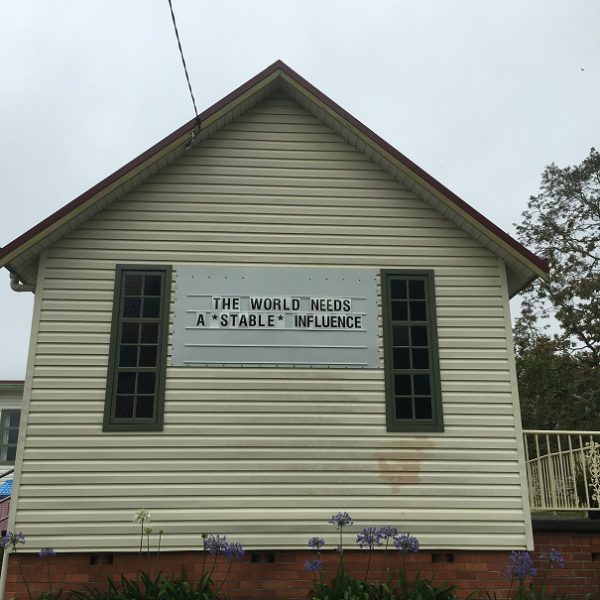 THE WORLD NEEDS
A *STABLE* INFLUENCE